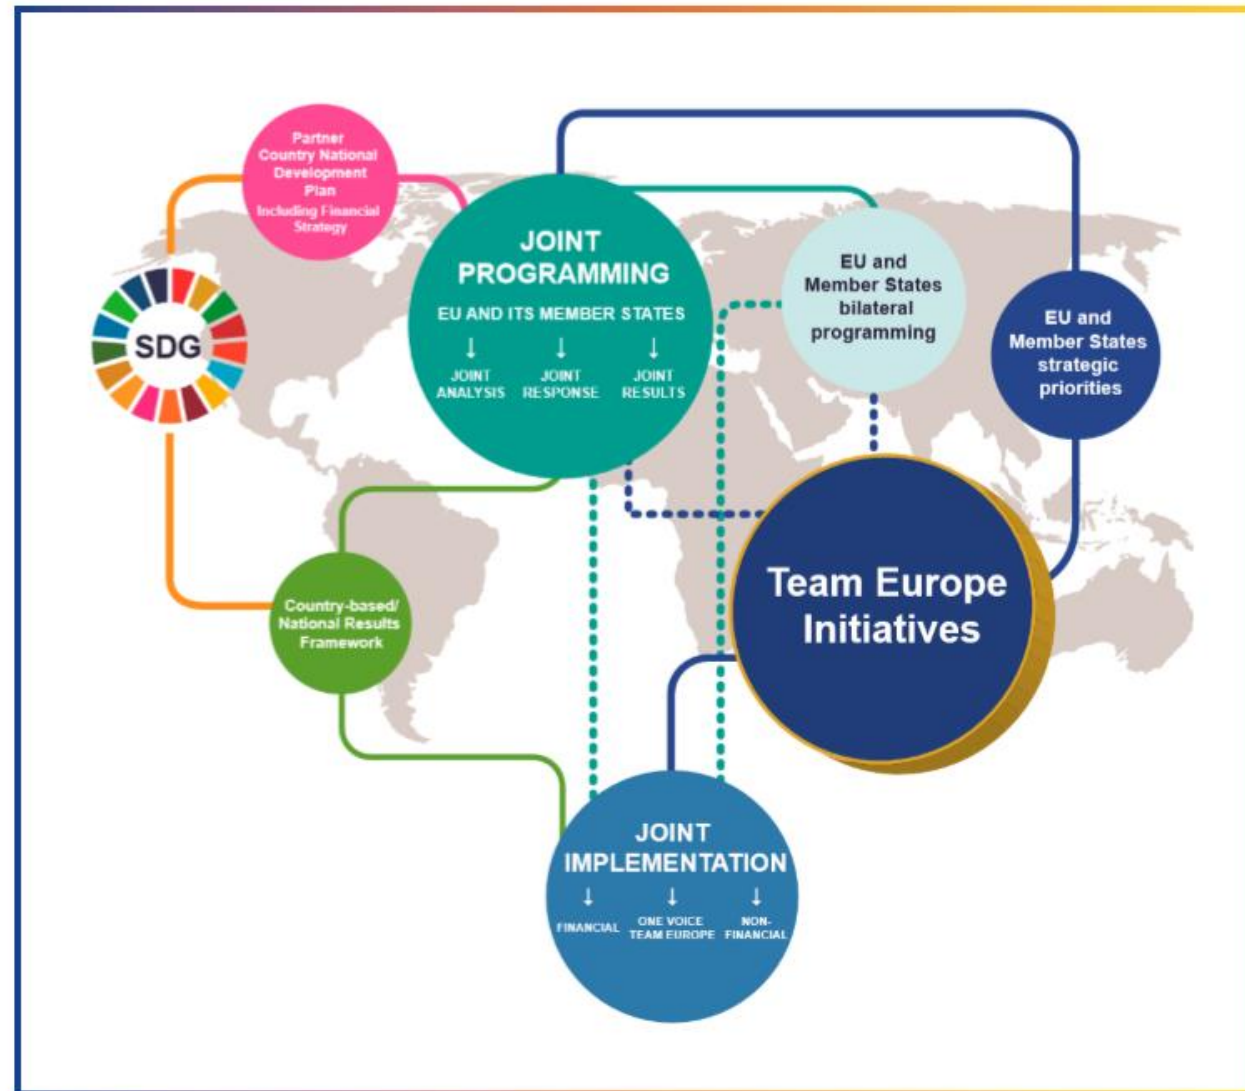 Partner
Country National
Development
Plan
Including Financial
Strategy
SDG
JOINT
PROGRAMMING
EU AND ITS MEMBER STATES
↓ ↓ ↓
JOINT ANALYSIS
JOINT RESPONSE
JOINT RESULTS
EU and
Member States
bilateral
programming
EU and
Member States
strategic
priorities
Country-based/
National Results
Framework
Team Europe
Initiatives
JOINT
IMPLEMENTATION
↓ ↓ ↓
FINANCIAL
ONE VOICE
TEAM EUROPE
NON-
FINANCIAL